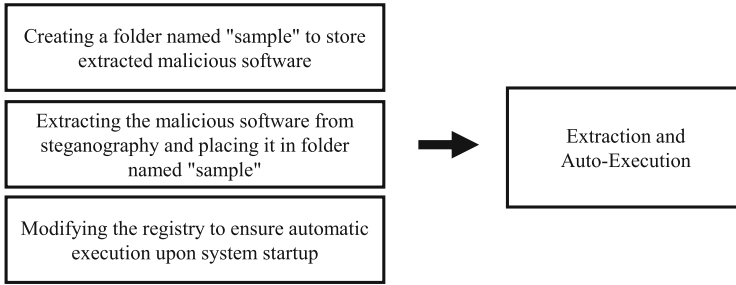 Creating a folder named "sample" to store
extracted malicious software
Extracting the malicious software from
steganography and placing it in folder
named "sample"
Modifying the registry to ensure automatic
execution upon system startup
Extraction and
Auto-Execution